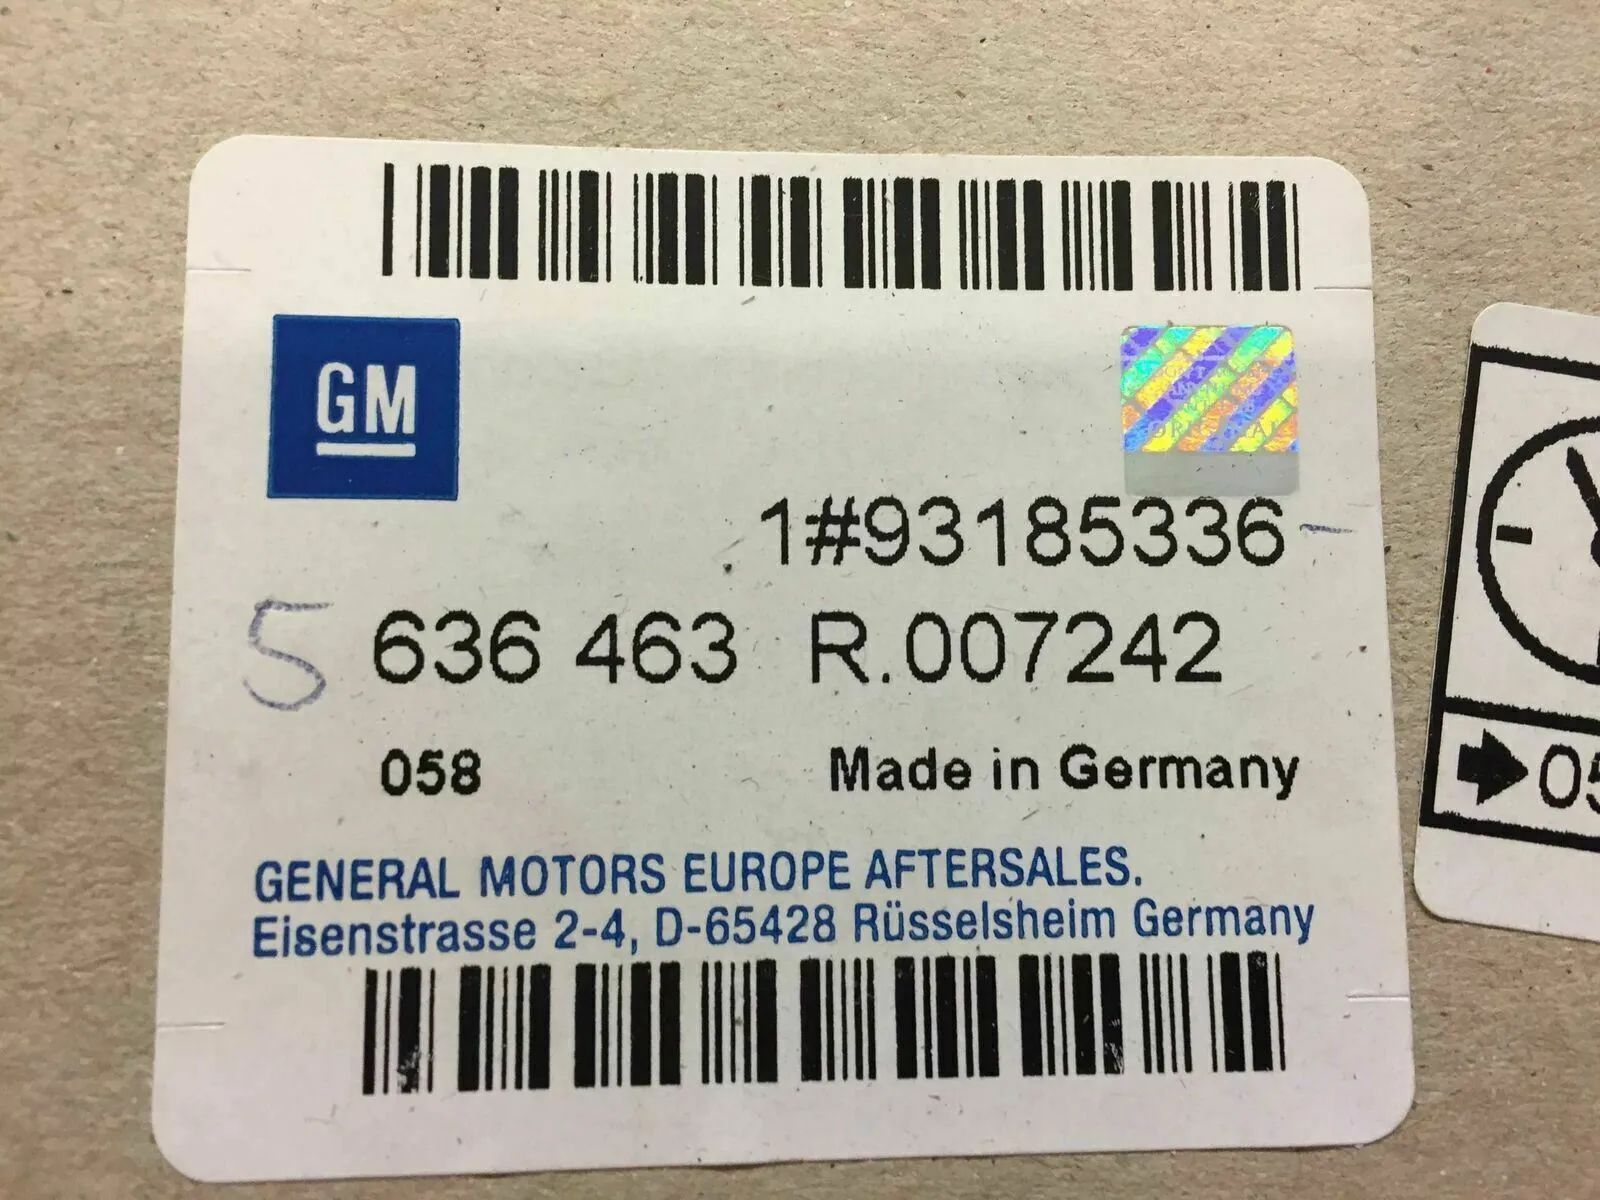 GM
1#93185336
5 636 463 R.007242
058 Made in Germany
GENERAL MOTORS EUROPE AFTERSALES.
Eisenstrasse 2-4, D-65428 Rüsselsheim Germany